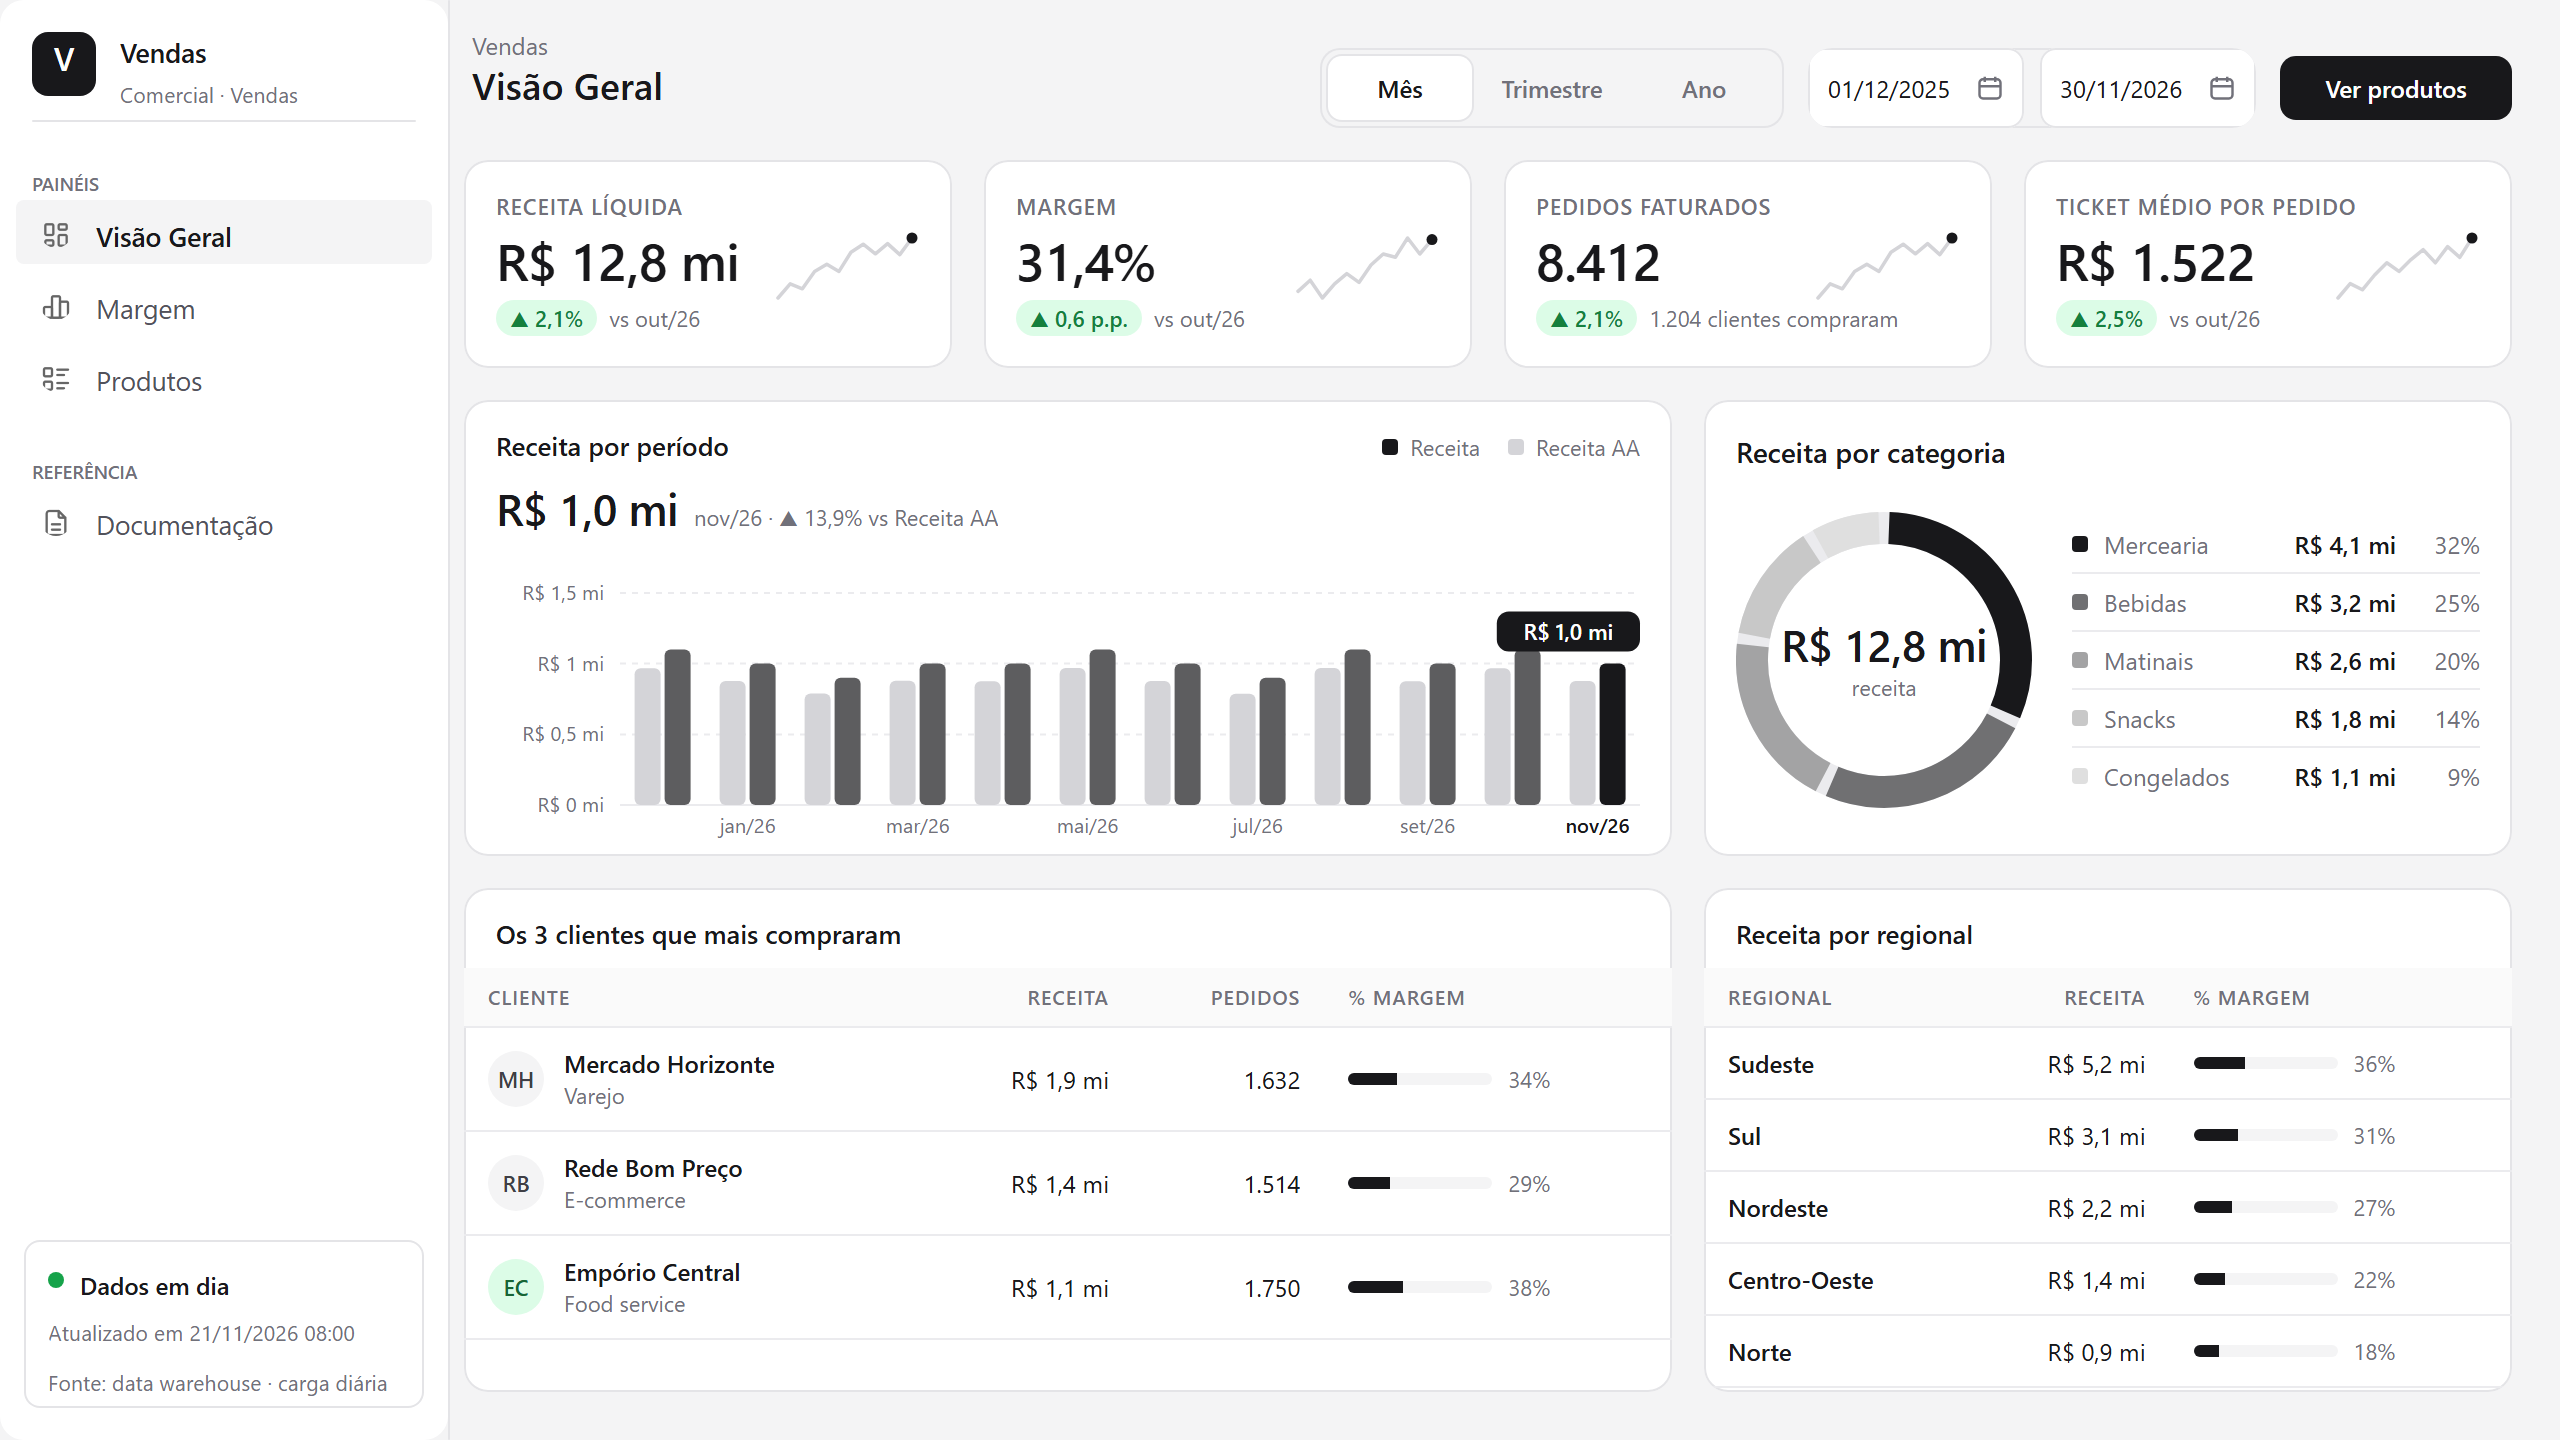 V
Vendas
Comercial · Vendas
PAINÉIS
Visão Geral
Margem
Produtos
REFERÊNCIA
Documentação
Dados em dia
Atualizado em 21/11/2026 08:00
Fonte: data warehouse · carga diária
Vendas
Visão Geral
Mês Trimestre Ano
01/12/2025 30/11/2026
Ver produtos
RECEITA LÍQUIDA
R$ 12,8 mi
▲ 2,1% vs out/26
MARGEM
31,4%
▲ 0,6 p.p. vs out/26
PEDIDOS FATURADOS
8.412
▲ 2,1% 1.204 clientes compraram
TICKET MÉDIO POR PEDIDO
R$ 1.522
▲ 2,5% vs out/26
Receita por período
Receita Receita AA
R$ 1,0 mi nov/26 · ▲ 13,9% vs Receita AA
R$ 1,5 mi
R$ 1,0 mi
R$ 1 mi
R$ 0,5 mi
R$ 0 mi
jan/26 mar/26 mai/26 jul/26 set/26 nov/26
Receita por categoria
R$ 12,8 mi
receita
Mercearia R$ 4,1 mi 32%
Bebidas R$ 3,2 mi 25%
Matinais R$ 2,6 mi 20%
Snacks R$ 1,8 mi 14%
Congelados R$ 1,1 mi 9%
Os 3 clientes que mais compraram
CLIENTE RECEITA PEDIDOS % MARGEM
MH Mercado Horizonte R$ 1,9 mi 1.632 34%
Varejo
RB Rede Bom Preço R$ 1,4 mi 1.514 29%
E-commerce
EC Empório Central R$ 1,1 mi 1.750 38%
Food service
Receita por regional
REGIONAL RECEITA % MARGEM
Sudeste R$ 5,2 mi 36%
Sul R$ 3,1 mi 31%
Nordeste R$ 2,2 mi 27%
Centro-Oeste R$ 1,4 mi 22%
Norte R$ 0,9 mi 18%